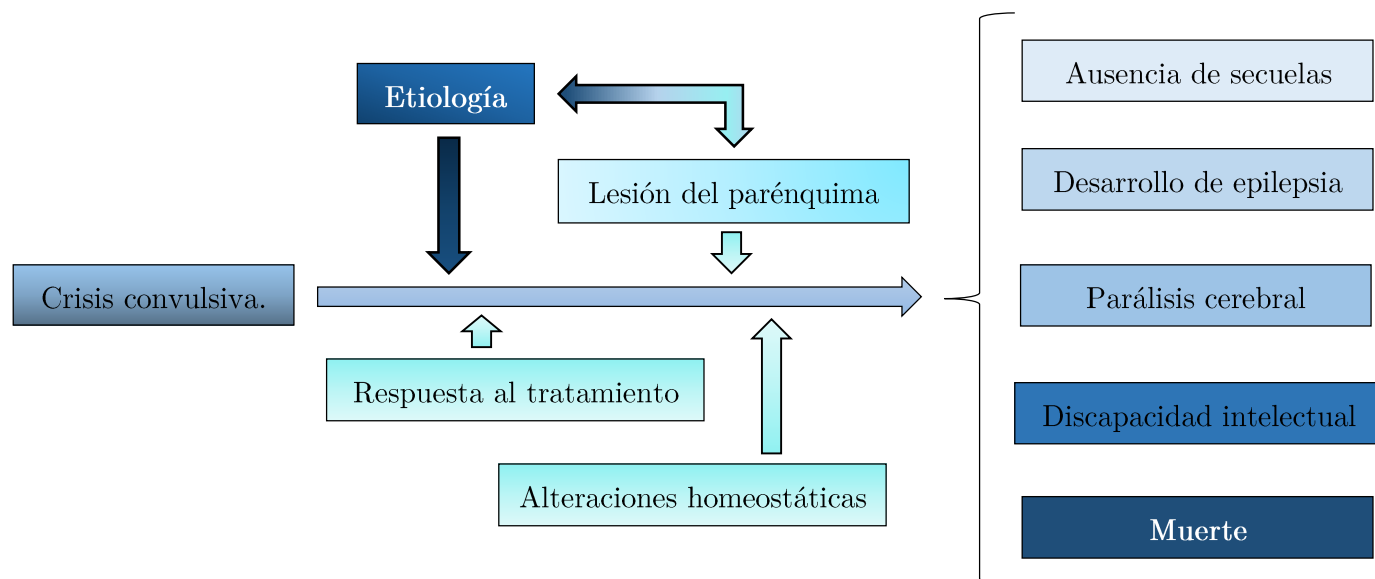 Etiología
Lesión del parénquima
Crisis convulsiva.
Respuesta al tratamiento
Alteraciones homeostáticas
Ausencia de secuelas
Desarrollo de epilepsia
Parálisis cerebral
Discapacidad intelectual
Muerte